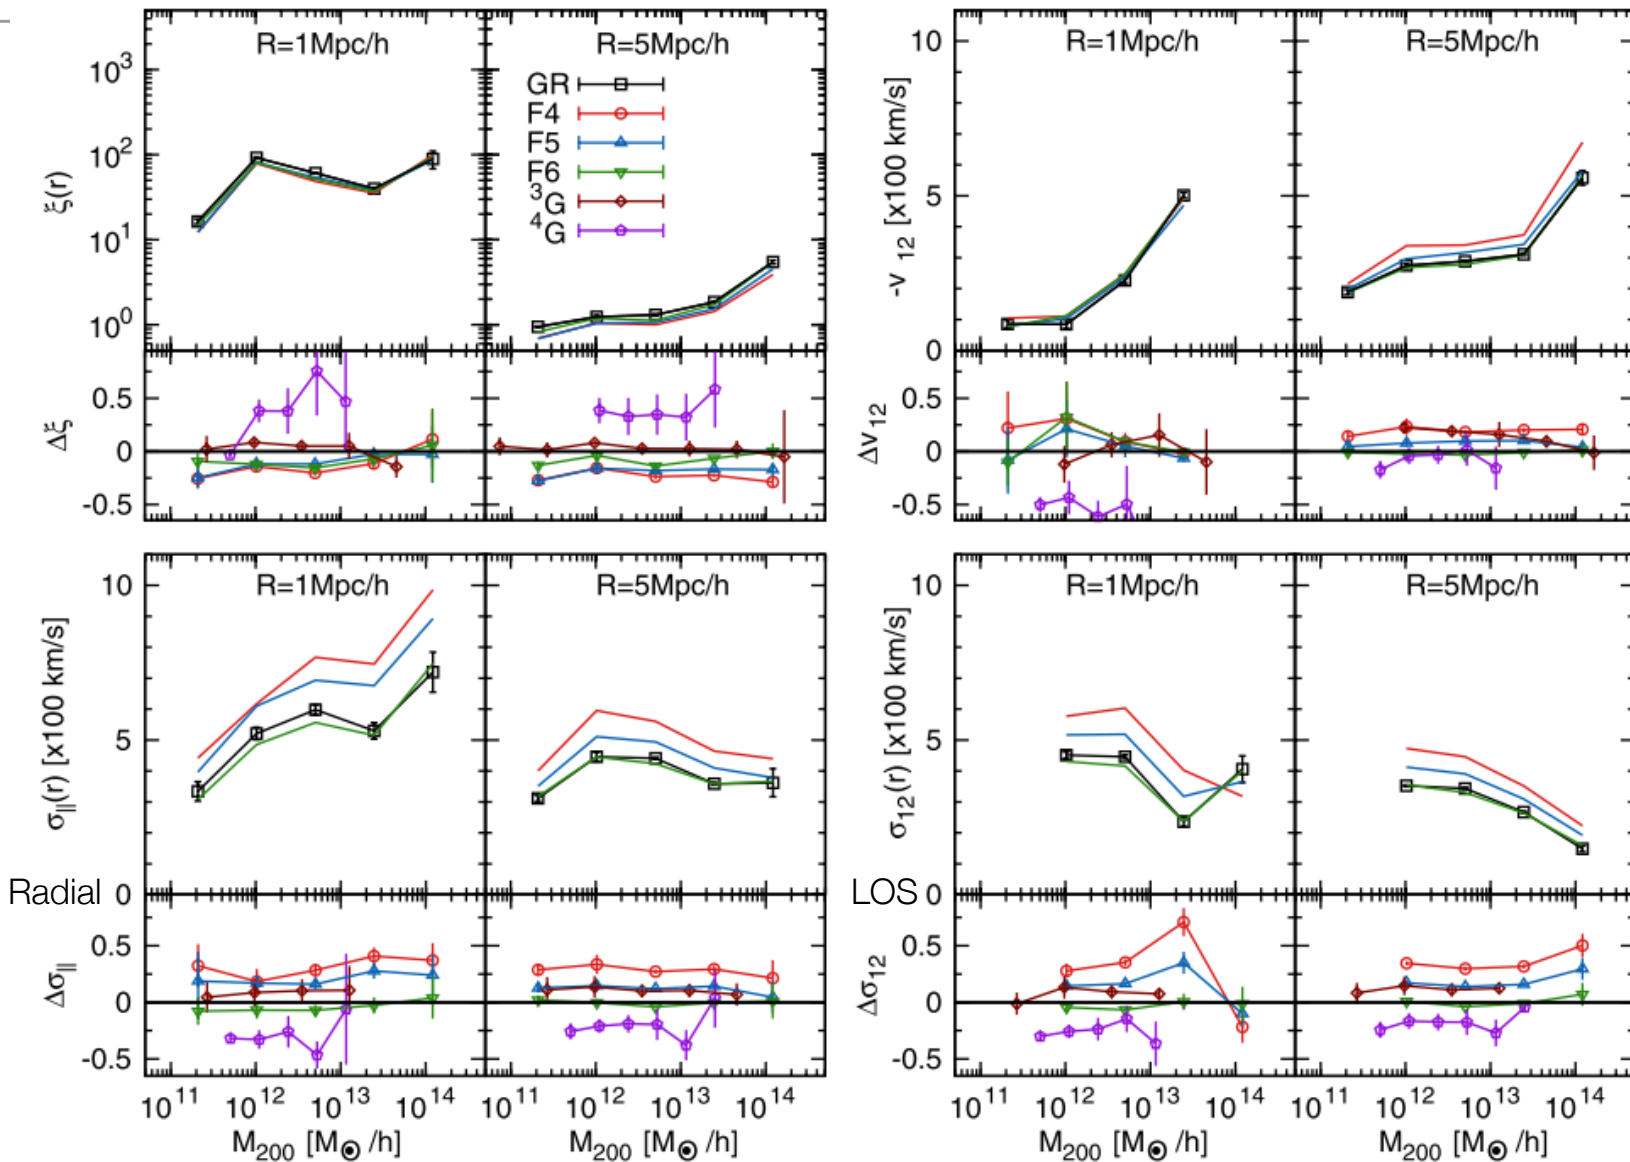 R=1Mpc/h R=5Mpc/h R=1Mpc/h R=5Mpc/h
10³ 10² 10¹ 10⁰
ξ(r)
GR
F4
F5
F6
³G
⁴G
10 5 0
-v₁₂ [x100 km/s]
0.5 0 -0.5
Δξ
0.5 0 -0.5
Δv₁₂
R=1Mpc/h R=5Mpc/h R=1Mpc/h R=5Mpc/h
10 5 0
σ∥(r) [x100 km/s]
10 5 0
σ₁₂(r) [x100 km/s]
Radial LOS
0.5 0 -0.5
Δσ∥
0.5 0 -0.5
Δσ₁₂
10¹¹ 10¹² 10¹³ 10¹⁴ 10¹² 10¹³ 10¹⁴ 10¹¹ 10¹² 10¹³ 10¹⁴ 10¹² 10¹³ 10¹⁴
M₂₀₀ [M☉ /h] M₂₀₀ [M☉ /h] M₂₀₀ [M☉ /h] M₂₀₀ [M☉ /h]